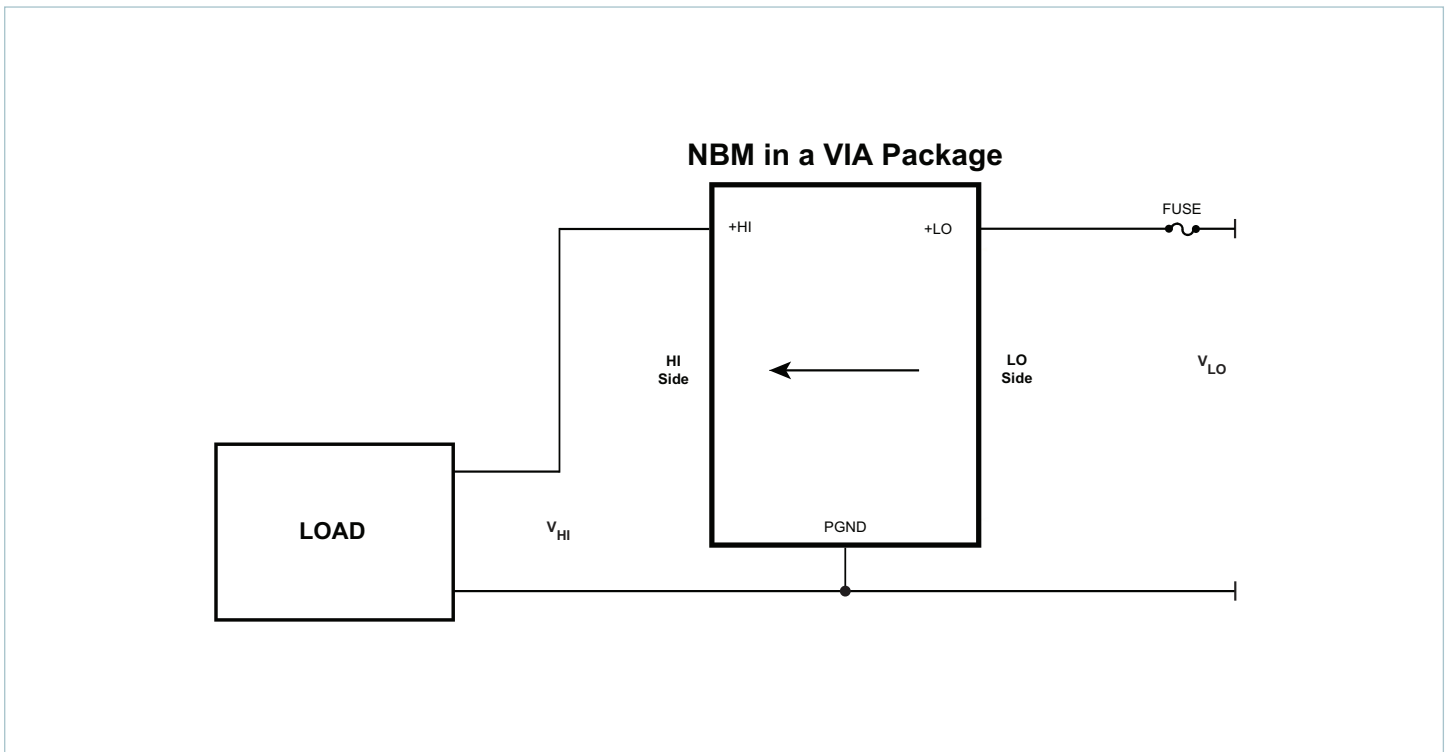 NBM in a VIA Package
FUSE
+HI
+LO
HI
Side
LO
Side
VLO
PGND
LOAD
VHI